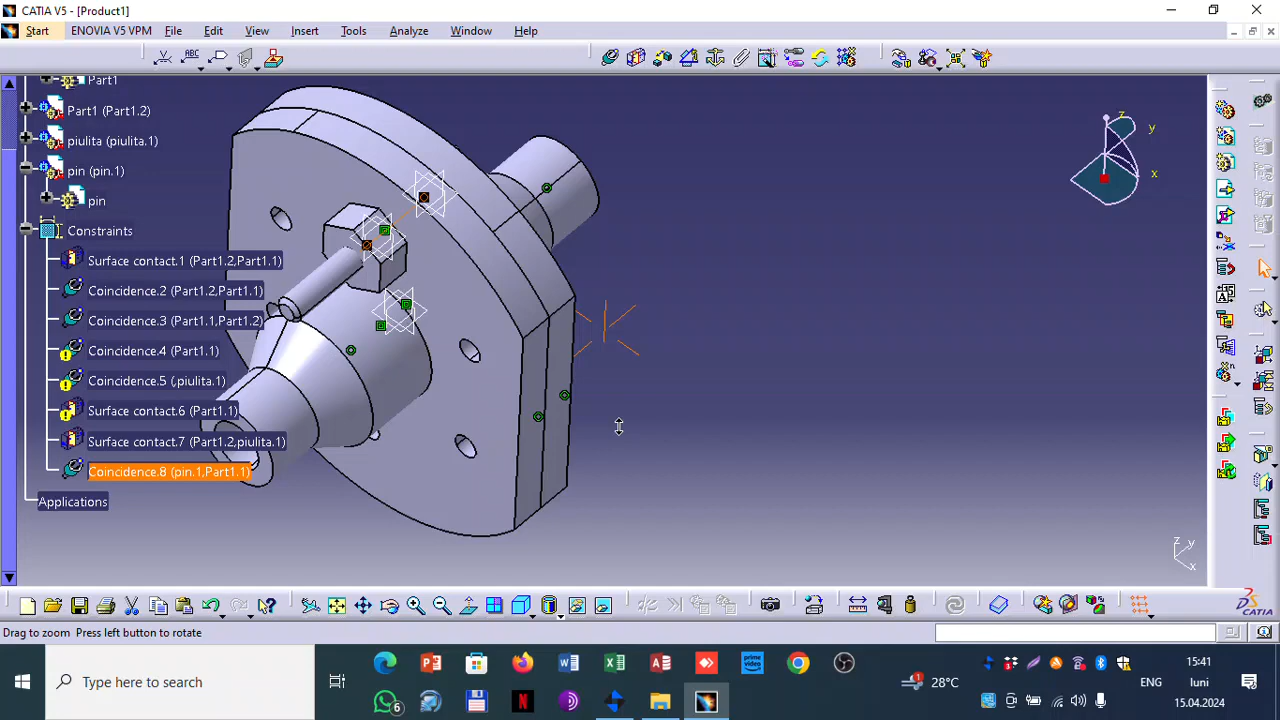 CATIA V5 - [Product1]
Start ENOVIA V5 VPM File Edit View Insert Tools Analyze Window Help
ABC
Part1
Part1 (Part1.2)
piulita (piulita.1)
pin (pin.1)
pin
Constraints
Surface contact.1 (Part1.2,Part1.1)
Coincidence.2 (Part1.2,Part1.1)
Coincidence.3 (Part1.1,Part1.2)
Coincidence.4 (Part1.1)
Coincidence.5 (,piulita.1)
Surface contact.6 (Part1.1)
Surface contact.7 (Part1.2,piulita.1)
Coincidence.8 (pin.1,Part1.1)
Applications
z
y
x
z
y
x
CATIA
Drag to zoom Press left button to rotate
Type here to search
6
1
28°C
ENG
15:41
luni
15.04.2024